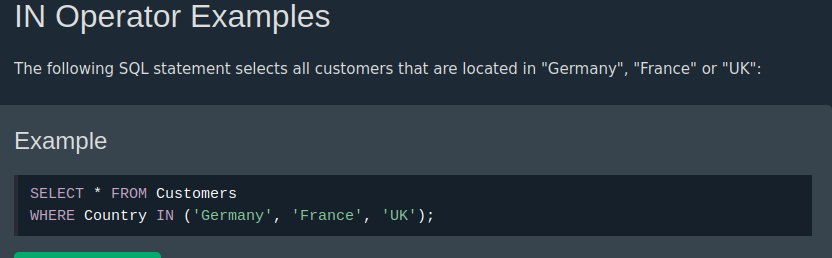 IN Operator Examples
The following SQL statement selects all customers that are located in "Germany", "France" or "UK":
Example
SELECT * FROM Customers
WHERE Country IN ('Germany', 'France', 'UK');